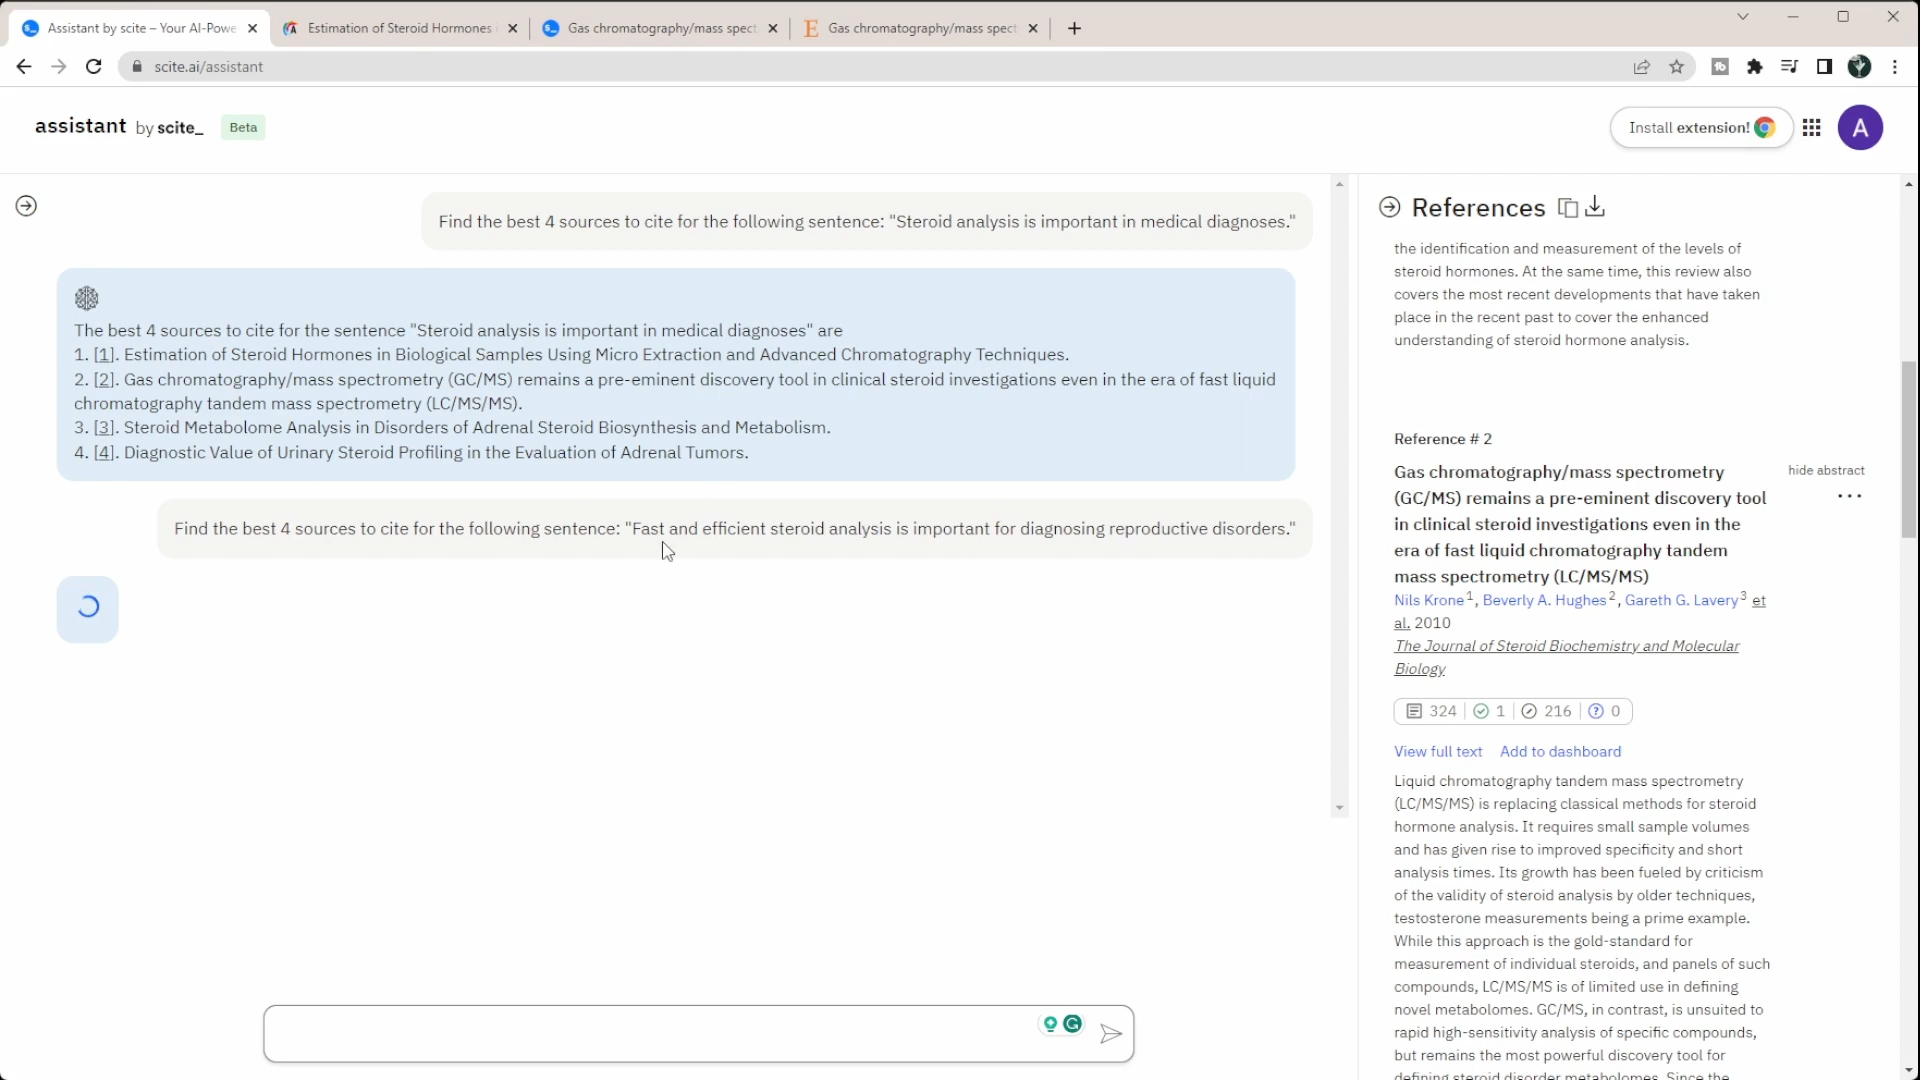 Assistant by scite – Your AI-Powe
Estimation of Steroid Hormones
Gas chromatography/mass spect
Gas chromatography/mass spect
scite.ai/assistant
assistant by scite_ Beta
Install extension!
A
Find the best 4 sources to cite for the following sentence: "Steroid analysis is important in medical diagnoses."
The best 4 sources to cite for the sentence "Steroid analysis is important in medical diagnoses" are
1. [1]. Estimation of Steroid Hormones in Biological Samples Using Micro Extraction and Advanced Chromatography Techniques.
2. [2]. Gas chromatography/mass spectrometry (GC/MS) remains a pre-eminent discovery tool in clinical steroid investigations even in the era of fast liquid
chromatography tandem mass spectrometry (LC/MS/MS).
3. [3]. Steroid Metabolome Analysis in Disorders of Adrenal Steroid Biosynthesis and Metabolism.
4. [4]. Diagnostic Value of Urinary Steroid Profiling in the Evaluation of Adrenal Tumors.
Find the best 4 sources to cite for the following sentence: "Fast and efficient steroid analysis is important for diagnosing reproductive disorders."
References
the identification and measurement of the levels of
steroid hormones. At the same time, this review also
covers the most recent developments that have taken
place in the recent past to cover the enhanced
understanding of steroid hormone analysis.
Reference # 2
Gas chromatography/mass spectrometry
hide abstract
(GC/MS) remains a pre-eminent discovery tool
in clinical steroid investigations even in the
era of fast liquid chromatography tandem
mass spectrometry (LC/MS/MS)
Nils Krone 1, Beverly A. Hughes 2, Gareth G. Lavery 3 et
al. 2010
The Journal of Steroid Biochemistry and Molecular
Biology
324 1 216 0
View full text Add to dashboard
Liquid chromatography tandem mass spectrometry
(LC/MS/MS) is replacing classical methods for steroid
hormone analysis. It requires small sample volumes
and has given rise to improved specificity and short
analysis times. Its growth has been fueled by criticism
of the validity of steroid analysis by older techniques,
testosterone measurements being a prime example.
While this approach is the gold-standard for
measurement of individual steroids, and panels of such
compounds, LC/MS/MS is of limited use in defining
novel metabolomes. GC/MS, in contrast, is unsuited to
rapid high-sensitivity analysis of specific compounds,
but remains the most powerful discovery tool for
defining steroid disorder metabolomes. Since the